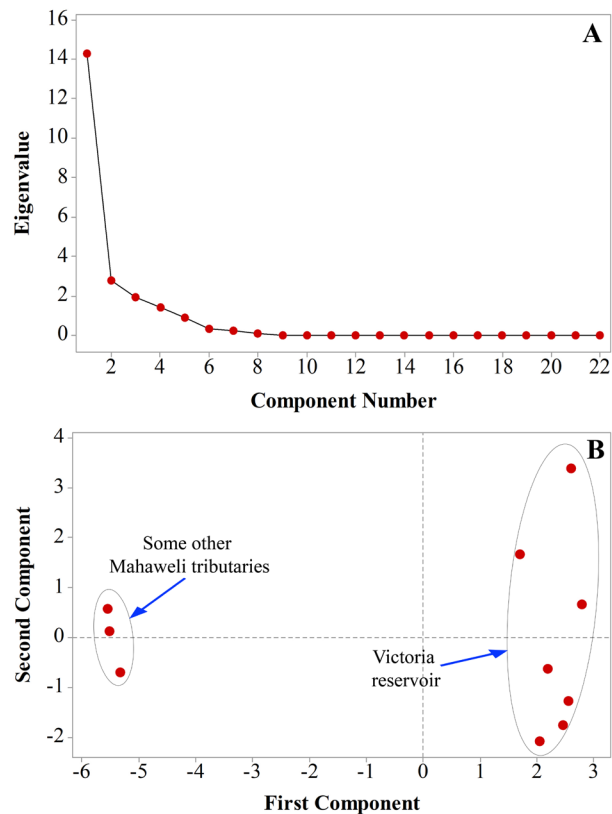 A
16
14
12
10
8
6
4
2
0
Eigenvalue
2 4 6 8 10 12 14 16 18 20 22
Component Number
B
4
3
2
1
0
-1
-2
Second Component
Some other
Mahaweli tributaries
Victoria
reservoir
-6 -5 -4 -3 -2 -1 0 1 2 3
First Component